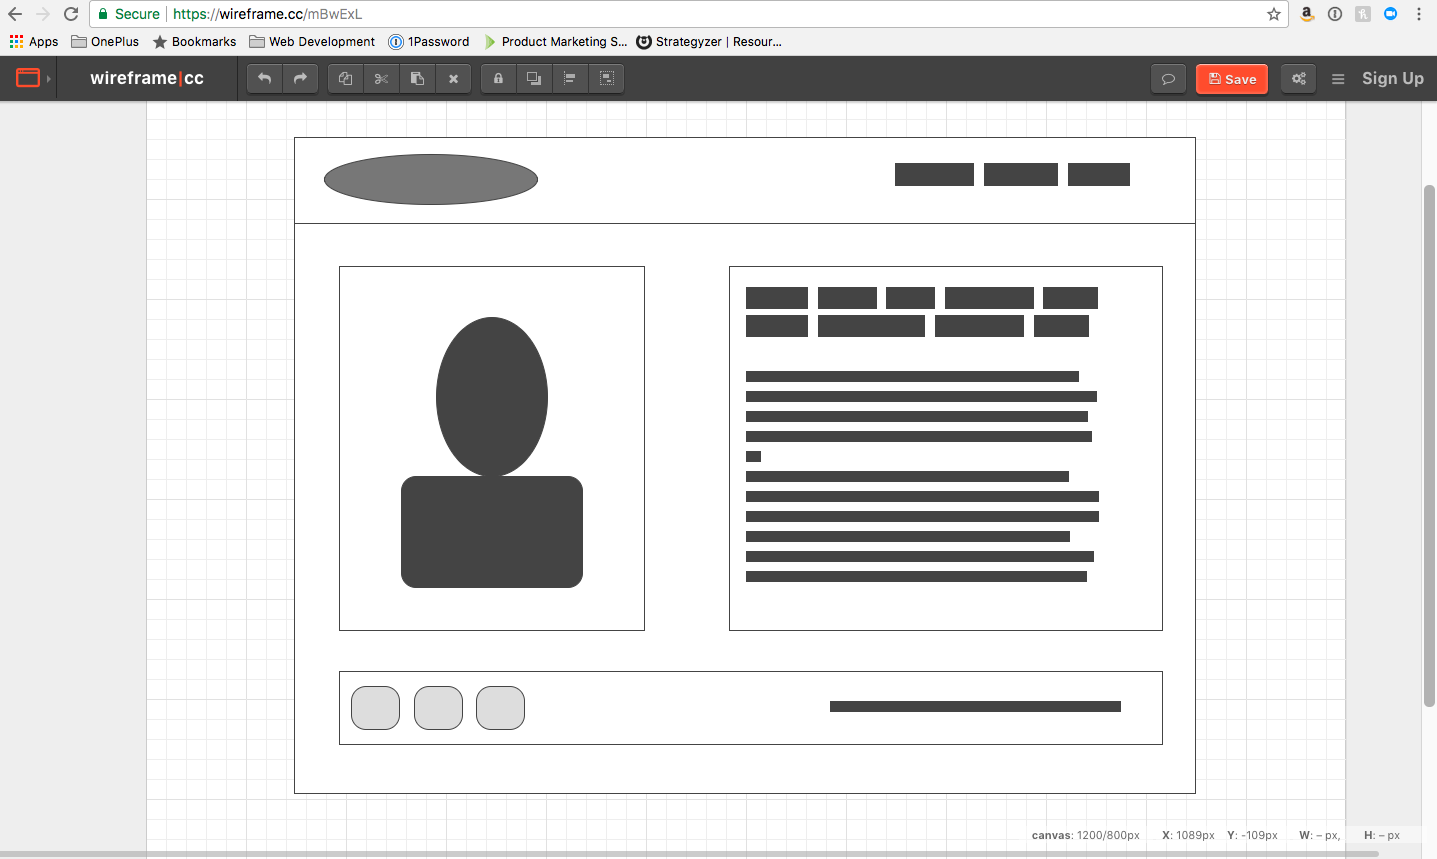 Secure https://wireframe.cc/mBwExL
Apps OnePlus Bookmarks Web Development 1Password Product Marketing S... Strategyzer | Resour...
wireframe|cc Save Sign Up
canvas: 1200/800px X: 1089px Y: -109px W: – px, H: – px